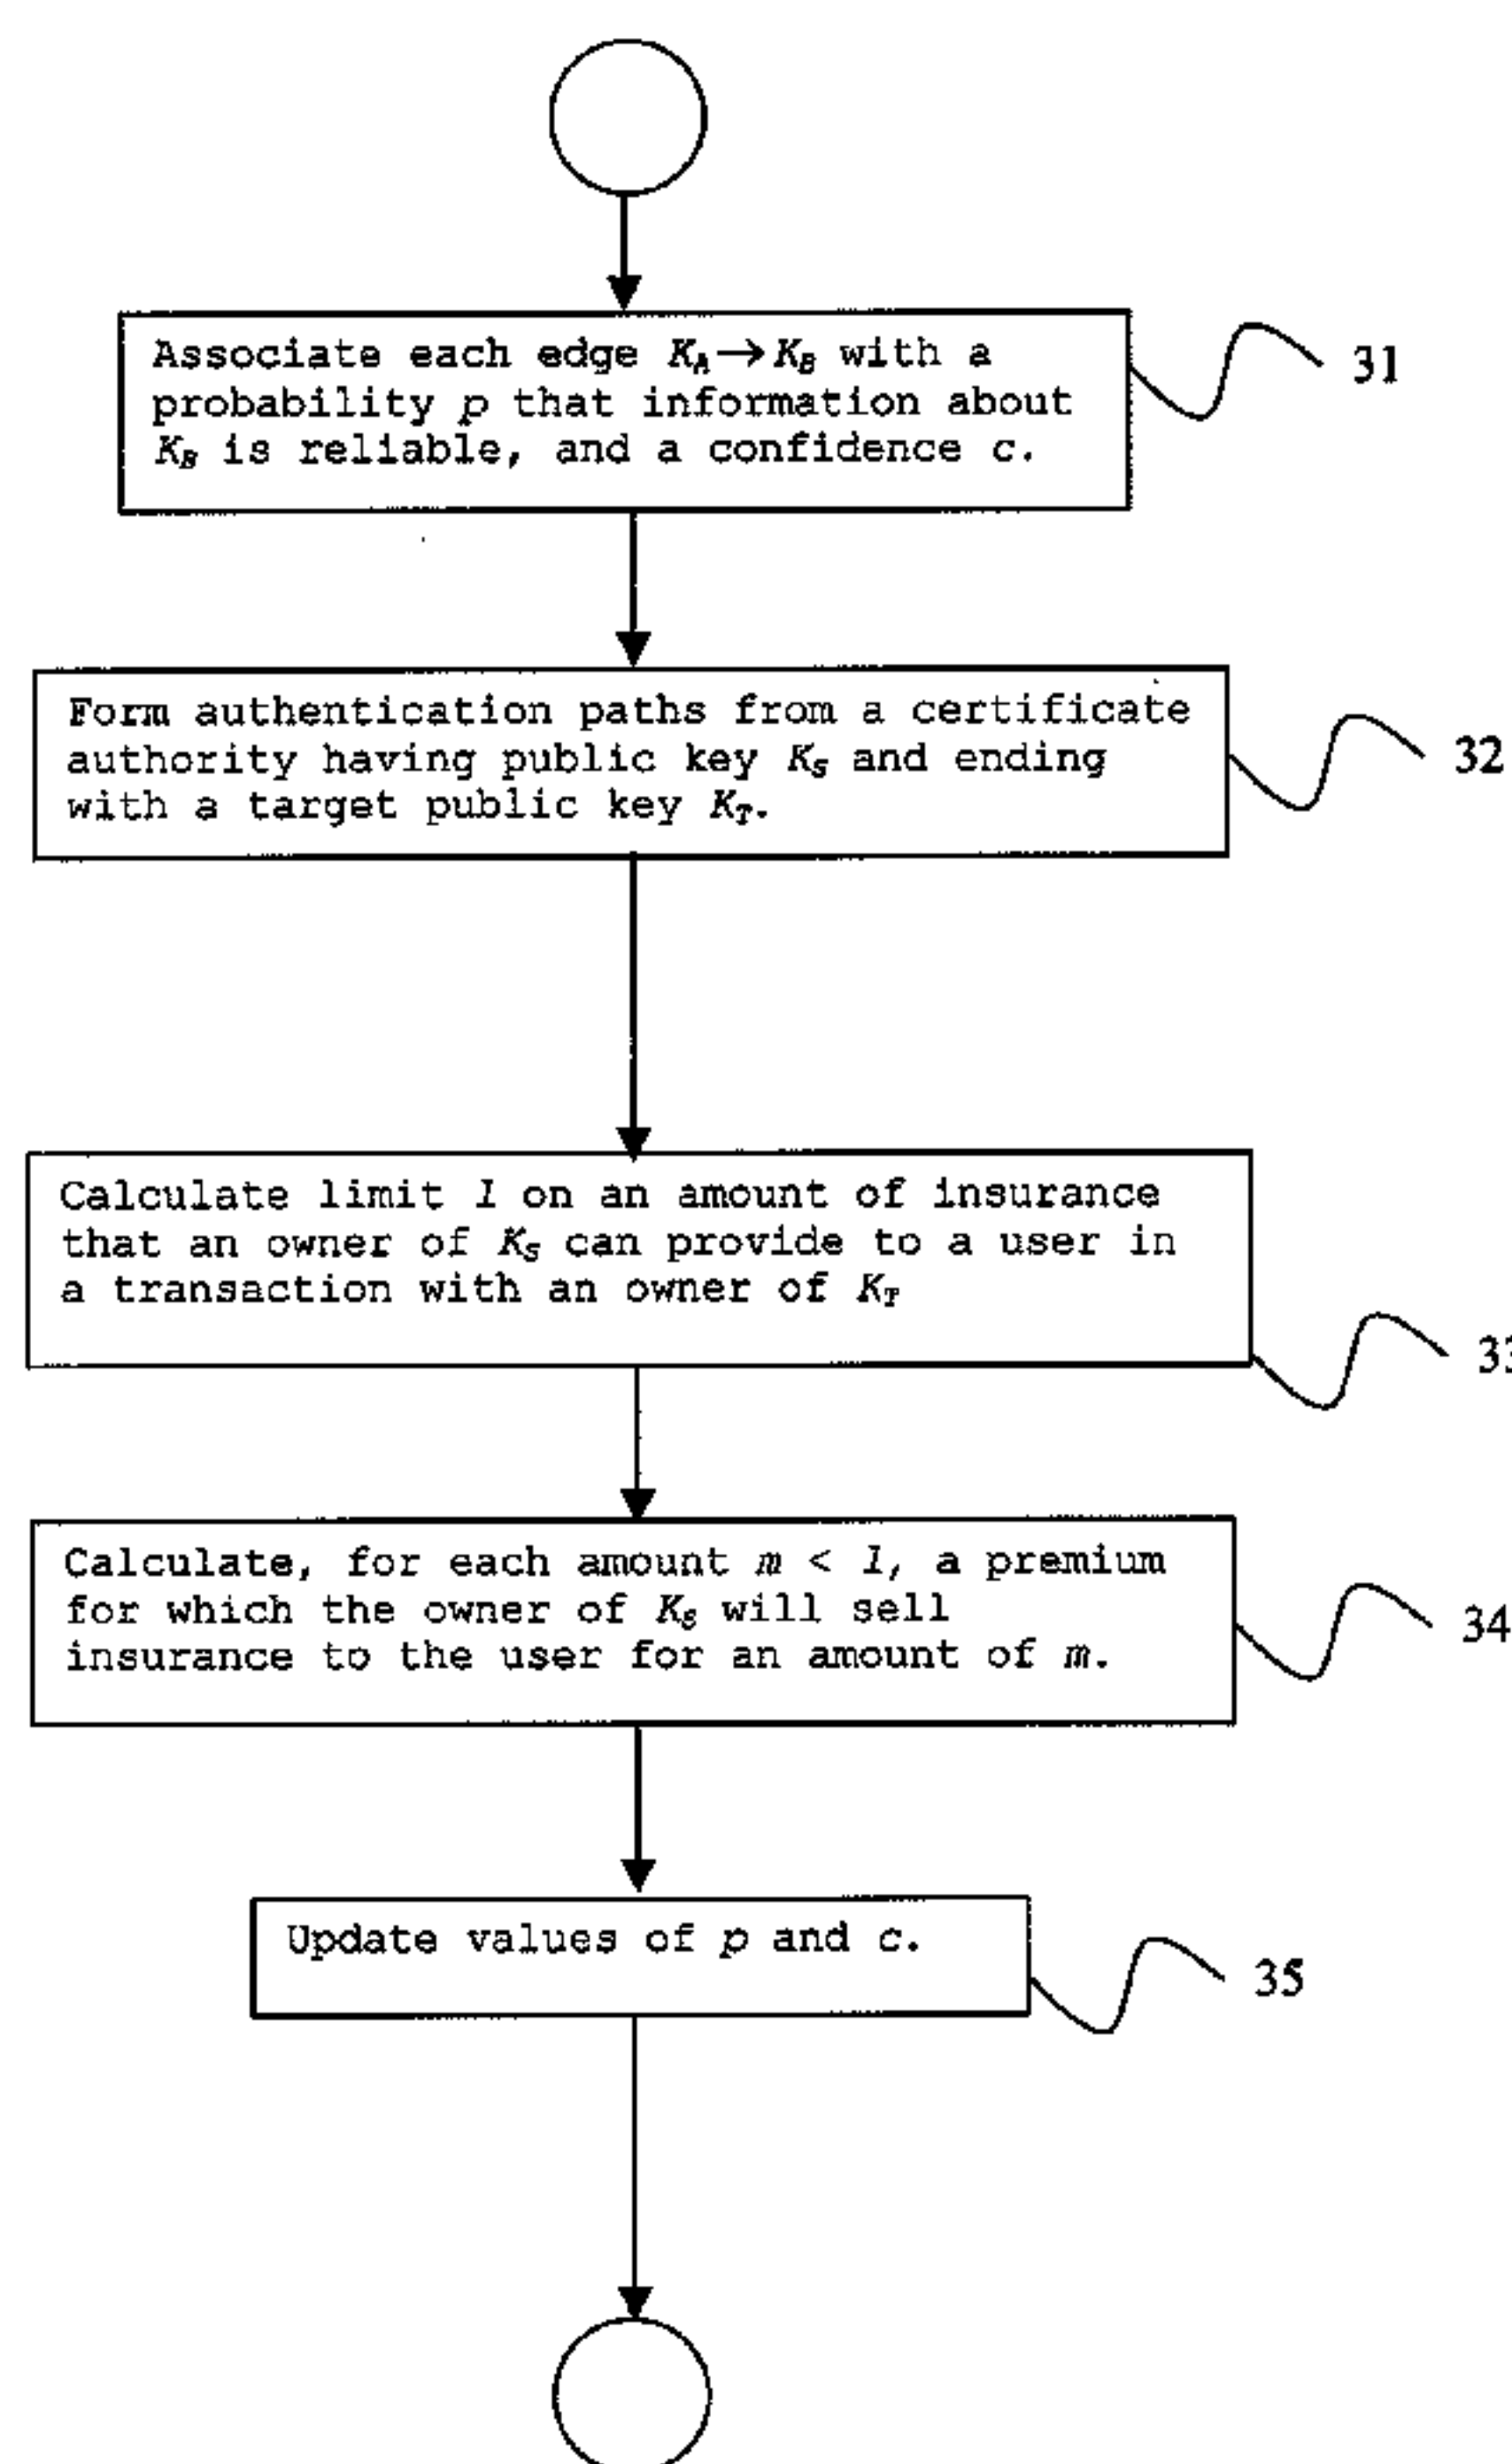 Associate each edge K_A→K_B with a
probability p that information about
K_B is reliable, and a confidence c.
31
Form authentication paths from a certificate
authority having public key K_S and ending
with a target public key K_T.
32
Calculate limit l on an amount of insurance
that an owner of K_S can provide to a user in
a transaction with an owner of K_T
33
Calculate, for each amount m < l, a premium
for which the owner of K_S will sell
insurance to the user for an amount of m.
34
Update values of p and c.
35